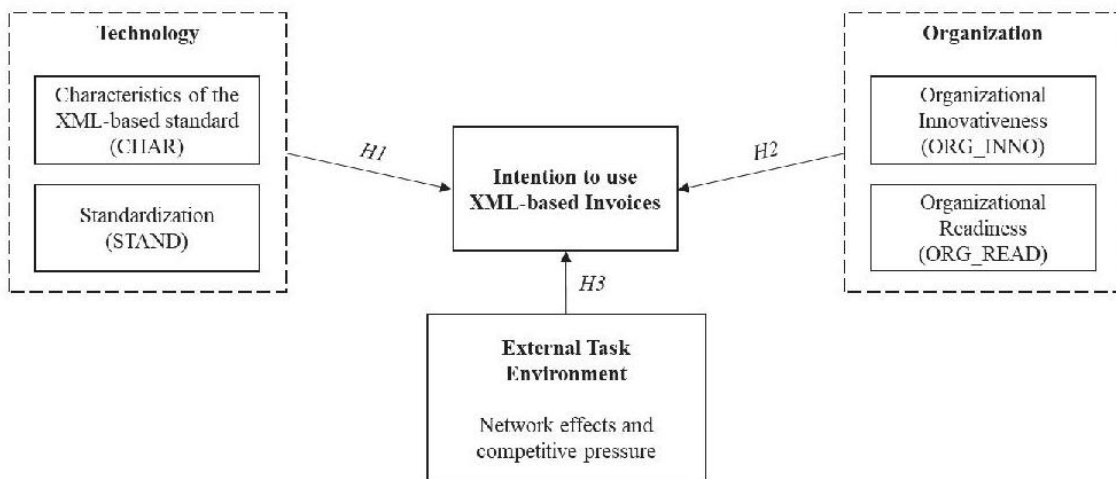 Technology
Characteristics of the
XML-based standard
(CHAR)
Standardization
(STAND)
H1
Intention to use
XML-based Invoices
H2
Organization
Organizational
Innovativeness
(ORG_INNO)
Organizational
Readiness
(ORG_READ)
H3
External Task
Environment
Network effects and
competitive pressure